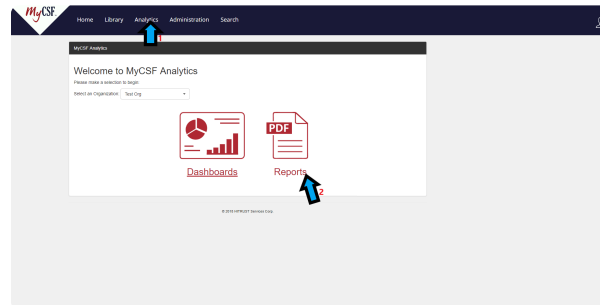 MyCSF
Home Library Analytics Administration Search
1
MyCSF Analytics
Welcome to MyCSF Analytics
Please make a selection to begin:
Select an Organization Test Org
PDF
Dashboards Reports
2
© 2019 HITRUST Services Corp.